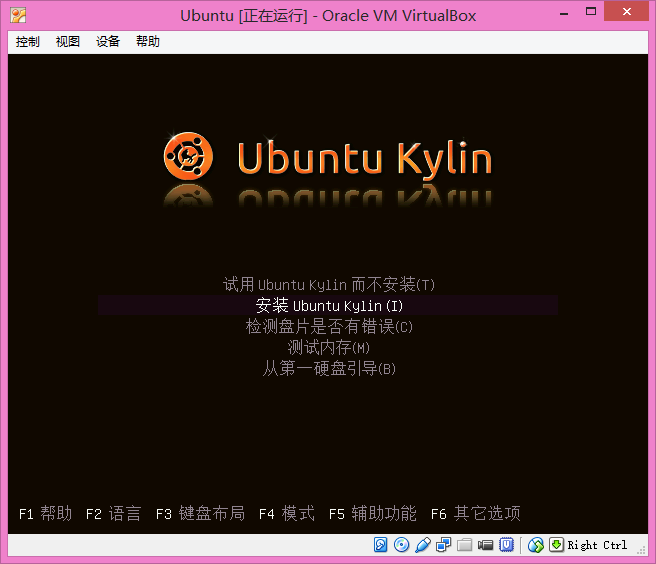 Ubuntu [正在运行] - Oracle VM VirtualBox
控制 视图 设备 帮助
Ubuntu Kylin
试用 Ubuntu Kylin 而不安装(T)
安装 Ubuntu Kylin (I)
检测盘片是否有错误(C)
测试内存(M)
从第一硬盘引导(B)
F1 帮助 F2 语言 F3 键盘布局 F4 模式 F5 辅助功能 F6 其它选项
Right Ctrl